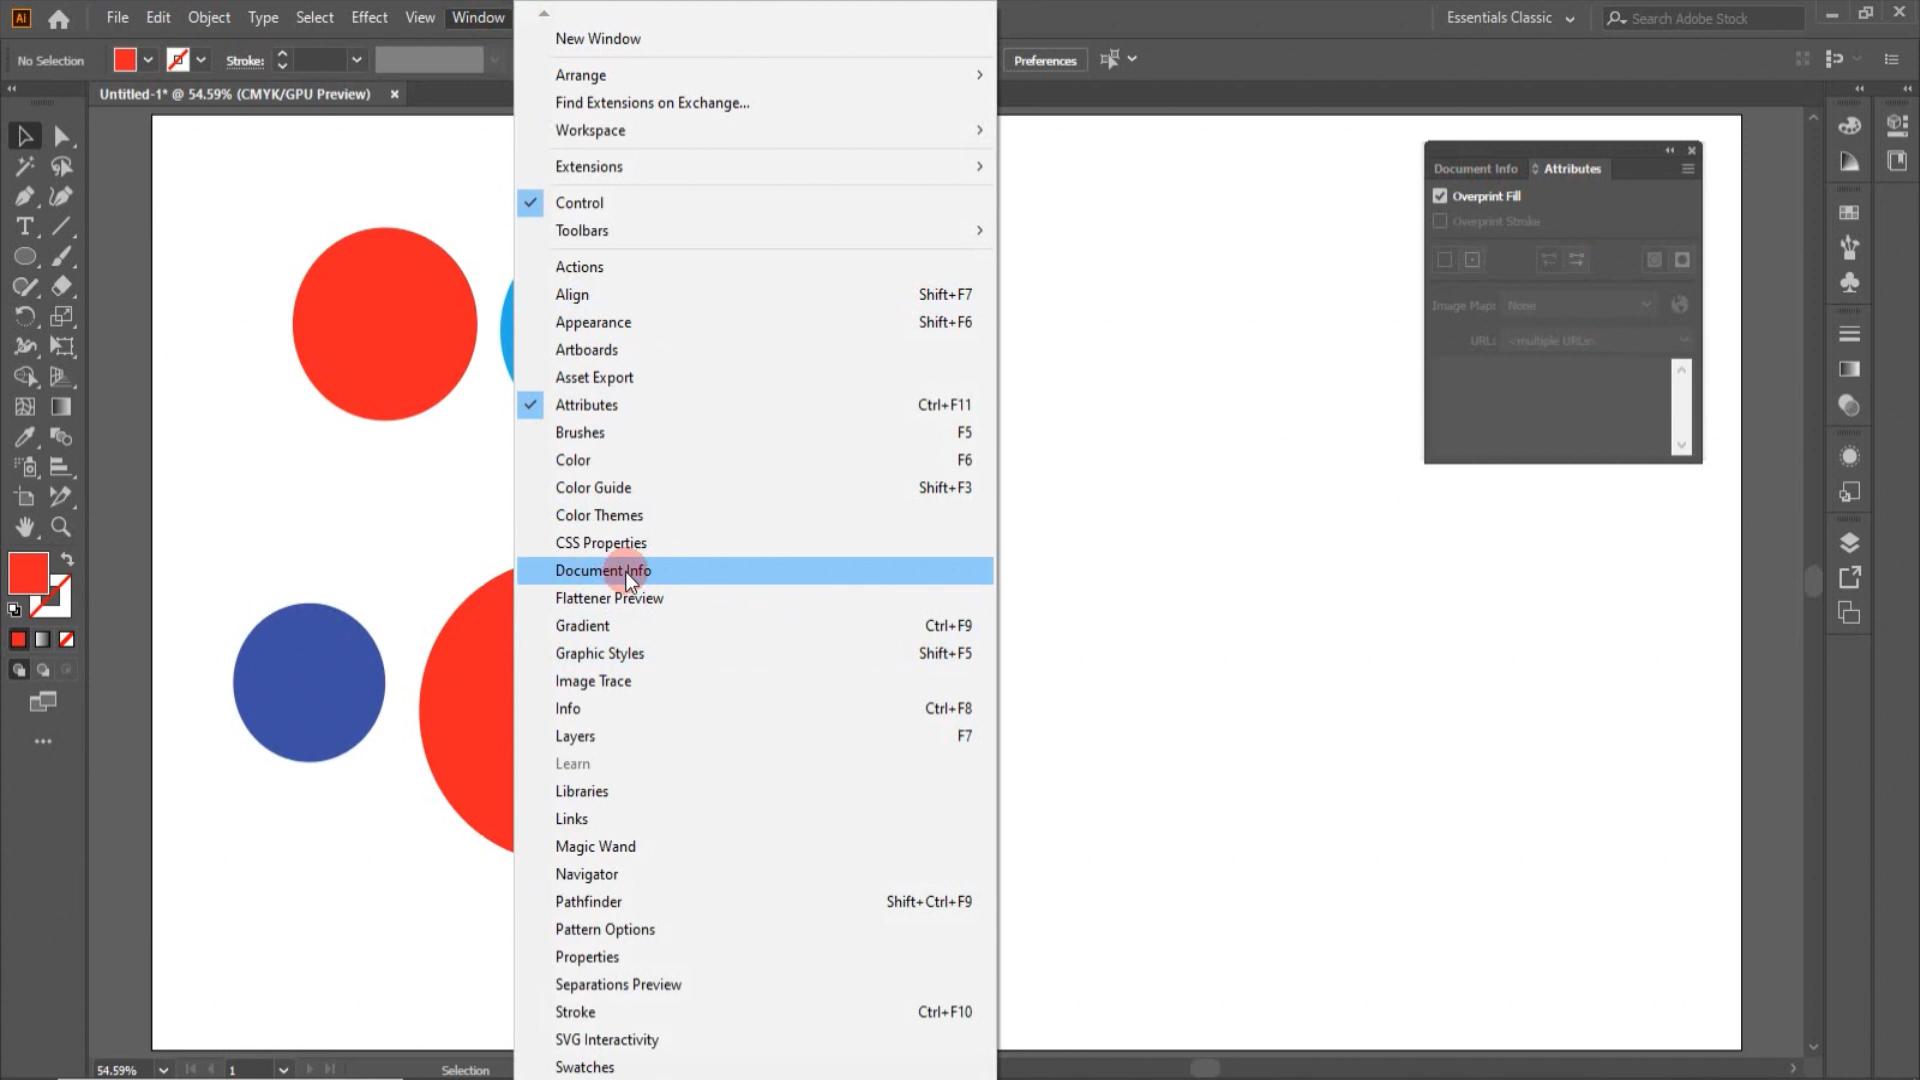 Ai
File Edit Object Type Select Effect View Window
Essentials Classic
Search Adobe Stock
No Selection
Stroke:
Preferences
Untitled-1* @ 54.59% (CMYK/GPU Preview)
New Window
Arrange
Find Extensions on Exchange...
Workspace
Extensions
Control
Toolbars
Actions
Align Shift+F7
Appearance Shift+F6
Artboards
Asset Export
Attributes Ctrl+F11
Brushes F5
Color F6
Color Guide Shift+F3
Color Themes
CSS Properties
Document Info
Flattener Preview
Gradient Ctrl+F9
Graphic Styles Shift+F5
Image Trace
Info Ctrl+F8
Layers F7
Learn
Libraries
Links
Magic Wand
Navigator
Pathfinder Shift+Ctrl+F9
Pattern Options
Properties
Separations Preview
Stroke Ctrl+F10
SVG Interactivity
Swatches
Document Info Attributes
Overprint Fill
Overprint Stroke
Image Map: None
URL: <multiple URLs>
54.59% 1 Selection